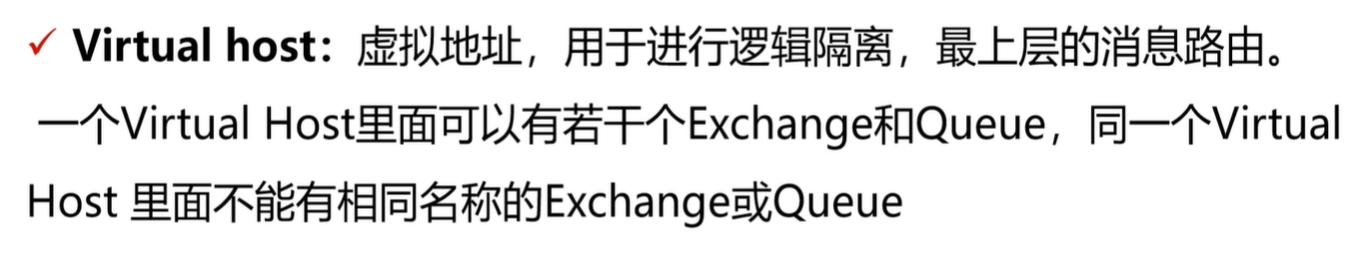 ✓ Virtual host：虚拟地址，用于进行逻辑隔离，最上层的消息路由。
一个Virtual Host里面可以有若干个Exchange和Queue，同一个Virtual
Host 里面不能有相同名称的Exchange或Queue